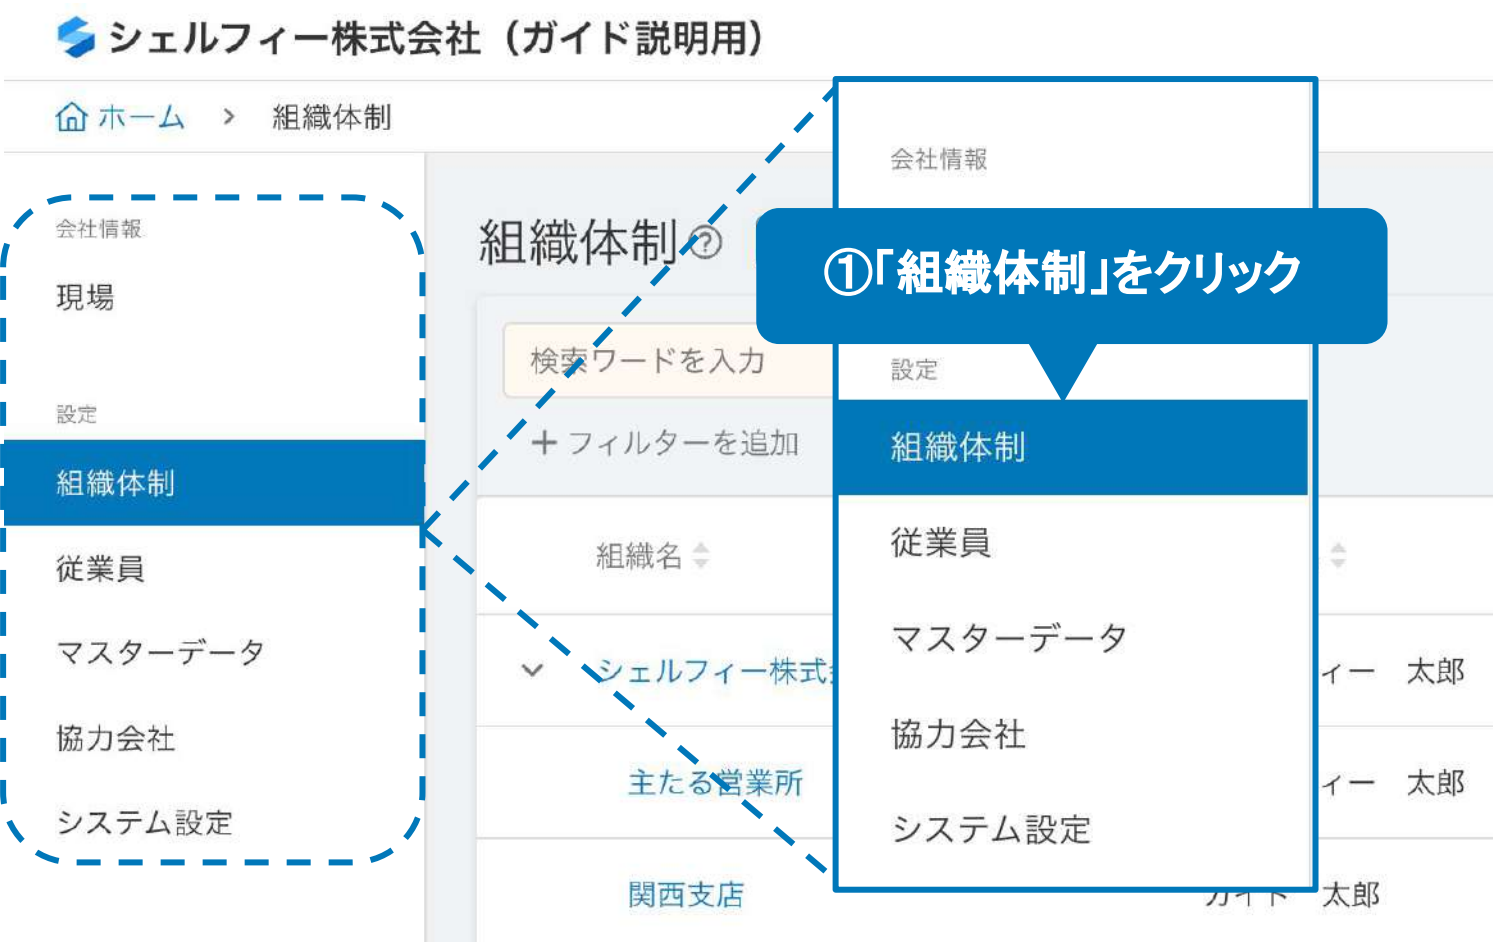 シェルフィー株式会社（ガイド説明用）
ホーム > 組織体制
会社情報
現場
設定
組織体制
従業員
マスターデータ
協力会社
システム設定
組織体制
検索ワードを入力
+ フィルターを追加
組織名
シェルフィー株式
ィー 太郎
主たる営業所
ィー 太郎
関西支店
ガイド 太郎
会社情報
①「組織体制」をクリック
設定
組織体制
従業員
マスターデータ
協力会社
システム設定